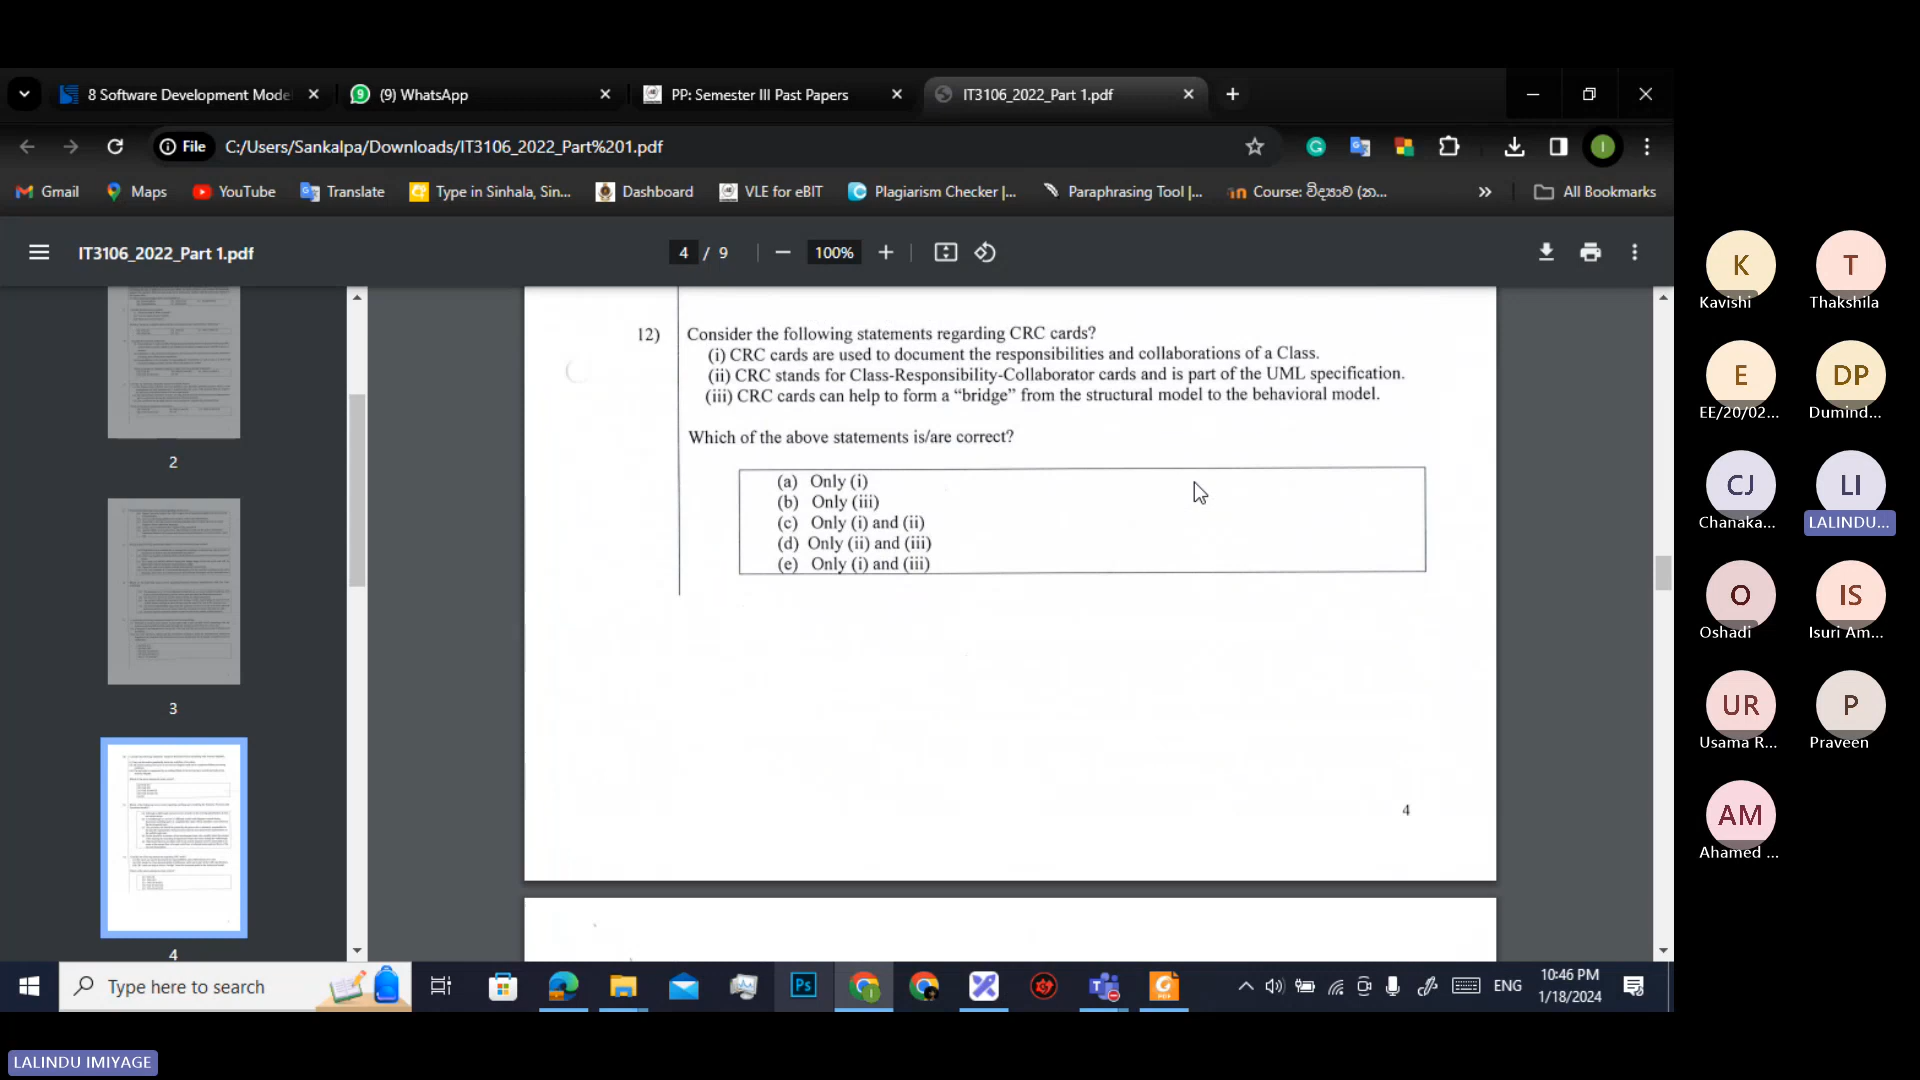 8 Software Development Mode
(9) WhatsApp
PP: Semester III Past Papers
IT3106_2022_Part 1.pdf
File
C:/Users/Sankalpa/Downloads/IT3106_2022_Part%201.pdf
Gmail
Maps
YouTube
Translate
Type in Sinhala, Sin...
Dashboard
VLE for eBIT
Plagiarism Checker |...
Paraphrasing Tool |...
Course: විද්‍යාව (න...
All Bookmarks
IT3106_2022_Part 1.pdf
4 / 9
100%
2
3
4
12) Consider the following statements regarding CRC cards?
(i) CRC cards are used to document the responsibilities and collaborations of a Class.
(ii) CRC stands for Class-Responsibility-Collaborator cards and is part of the UML specification.
(iii) CRC cards can help to form a “bridge” from the structural model to the behavioral model.
Which of the above statements is/are correct?
(a) Only (i)
(b) Only (iii)
(c) Only (i) and (ii)
(d) Only (ii) and (iii)
(e) Only (i) and (iii)
4
K
Kavishi
T
Thakshila
E
EE/20/02...
DP
Dumind...
CJ
Chanaka...
LI
LALINDU...
O
Oshadi
IS
Isuri Am...
UR
Usama R...
P
Praveen
AM
Ahamed ...
Type here to search
Ps
ENG
10:46 PM
1/18/2024
LALINDU IMIYAGE